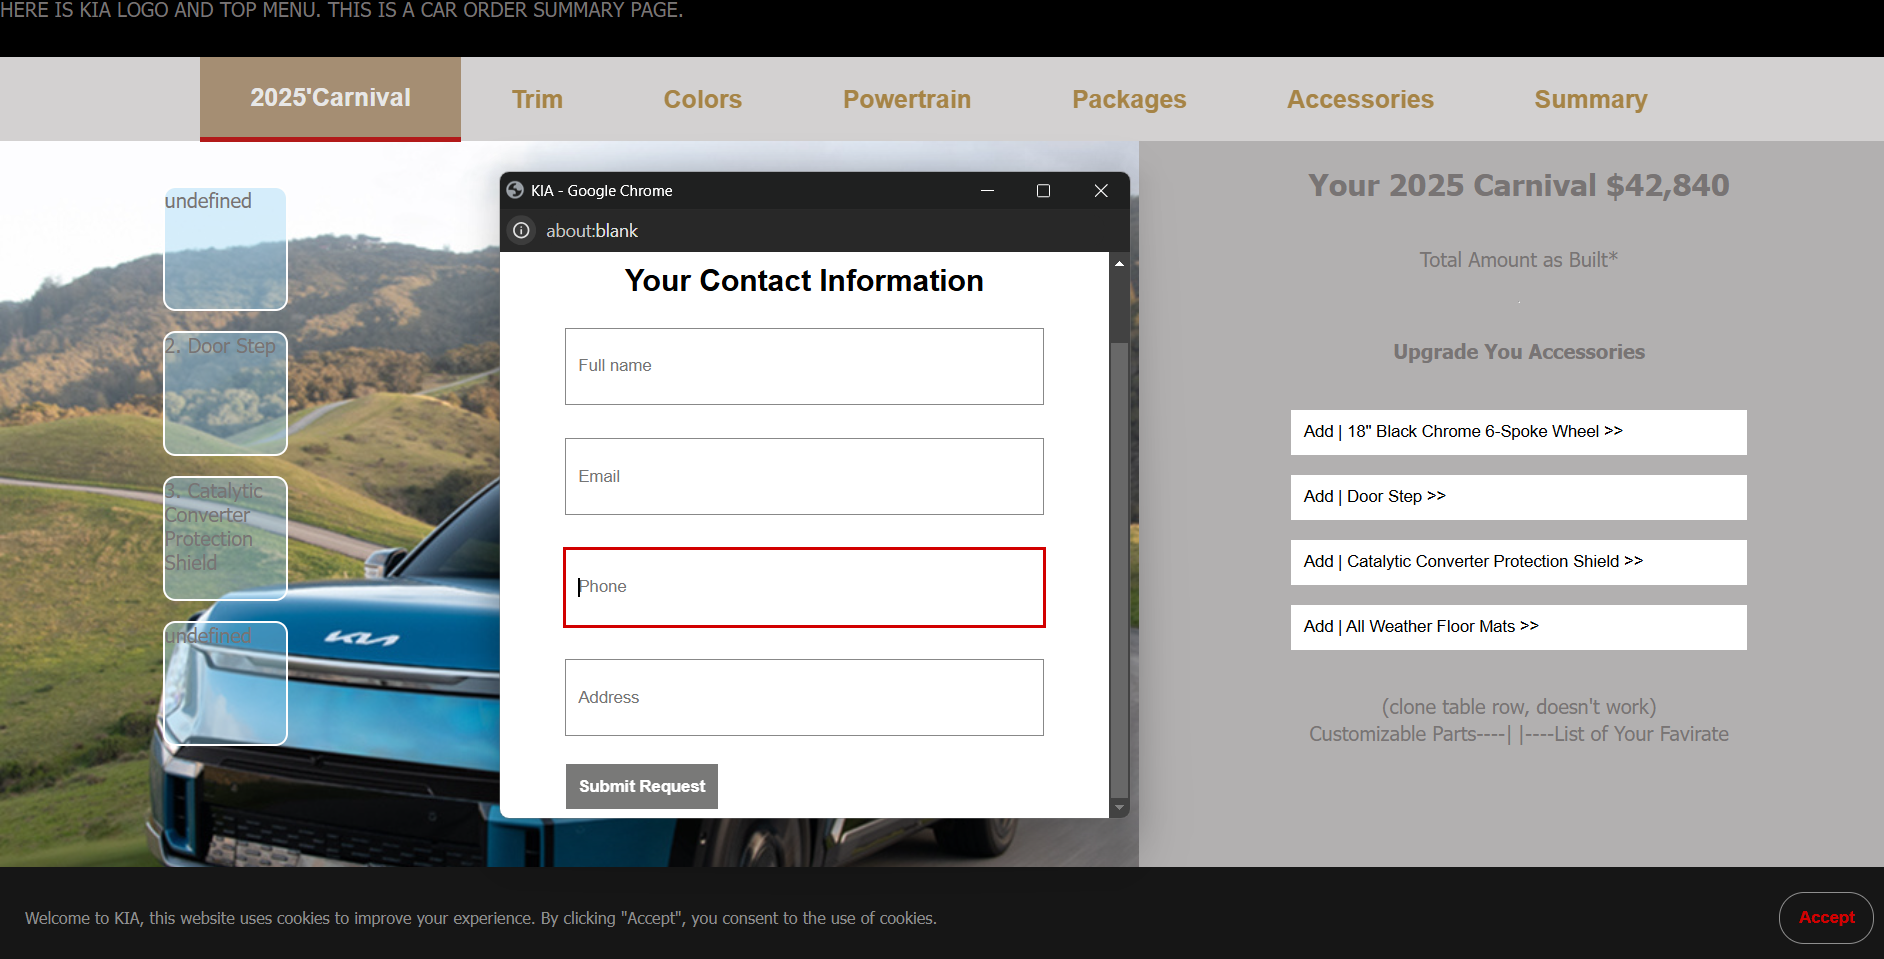 HERE IS KIA LOGO AND TOP MENU. THIS IS A CAR ORDER SUMMARY PAGE.
2025'Carnival
Trim
Colors
Powertrain
Packages
Accessories
Summary
undefined
2. Door Step
3. Catalytic
Converter
Protection
Shield
undefined
KIA
KIA - Google Chrome
about:blank
Your Contact Information
Full name
Email
Phone
Address
Submit Request
Your 2025 Carnival $42,840
Total Amount as Built*
Upgrade You Accessories
Add | 18" Black Chrome 6-Spoke Wheel >>
Add | Door Step >>
Add | Catalytic Converter Protection Shield >>
Add | All Weather Floor Mats >>
(clone table row, doesn't work)
Customizable Parts----| |----List of Your Favirate
Welcome to KIA, this website uses cookies to improve your experience. By clicking "Accept", you consent to the use of cookies.
Accept